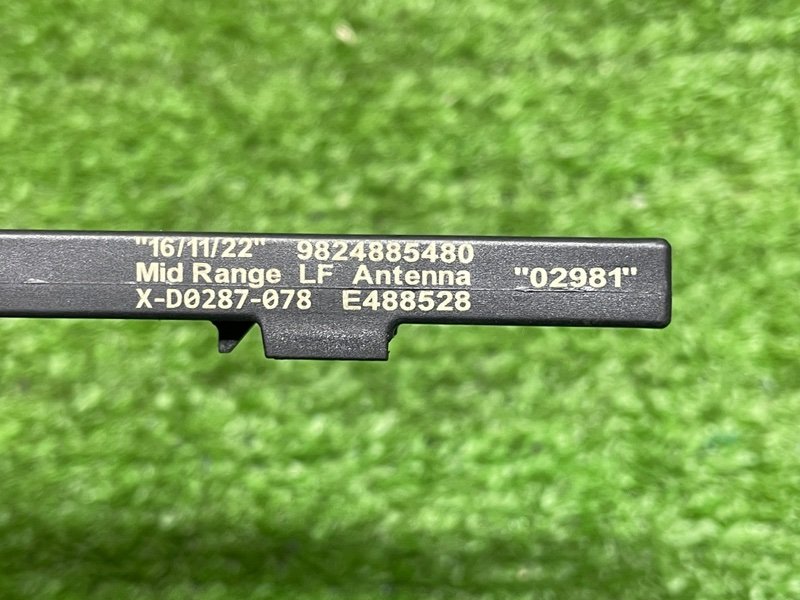 "16/11/22" 9824885480
Mid Range LF Antenna "02981"
X-D0287-078 E488528